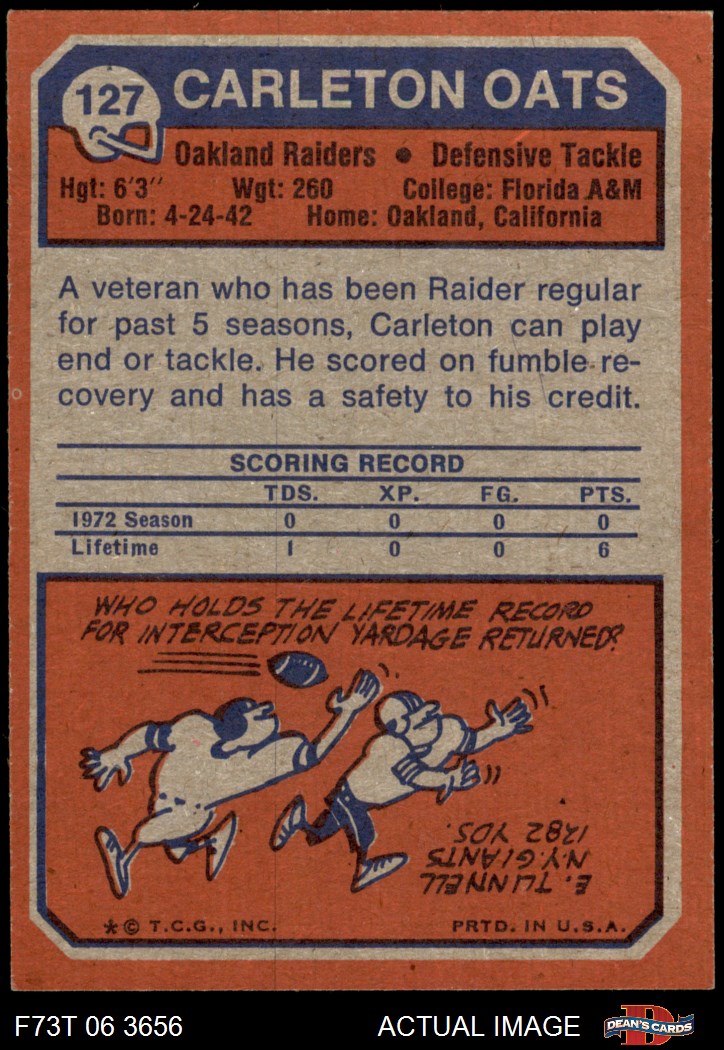 127
CARLETON OATS
Oakland Raiders • Defensive Tackle
Hgt: 6'3" Wgt: 260 College: Florida A&M
Born: 4-24-42 Home: Oakland, California
A veteran who has been Raider regular
for past 5 seasons, Carleton can play
end or tackle. He scored on fumble re-
covery and has a safety to his credit.
SCORING RECORD
TDS. XP. FG. PTS.
1972 Season 0 0 0 0
Lifetime 1 0 0 6
WHO HOLDS THE LIFETIME RECORD
FOR INTERCEPTION YARDAGE RETURNED?
E. TUNNELL
N.Y. GIANTS
1282 YDS.
*© T.C.G., INC. PRTD. IN U.S.A.
F73T 06 3656 ACTUAL IMAGE
D
DEAN'S CARDS